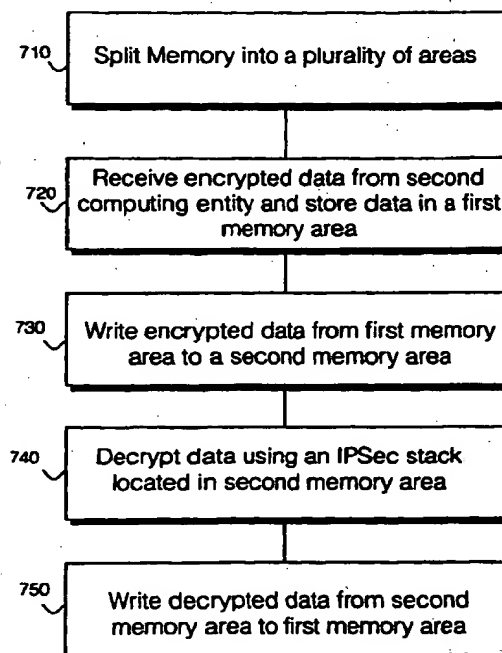 710
Split Memory into a plurality of areas
720
Receive encrypted data from second
computing entity and store data in a first
memory area
730
Write encrypted data from first memory
area to a second memory area
740
Decrypt data using an IPSec stack
located in second memory area
750
Write decrypted data from second
memory area to first memory area